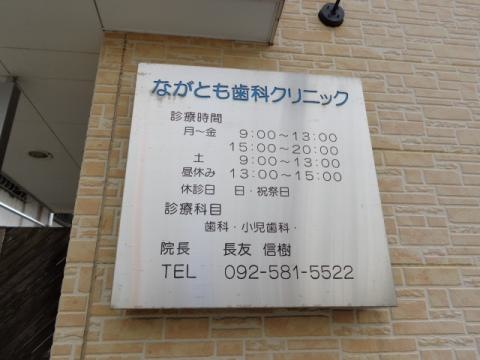 ながとも歯科クリニック
診療時間
月～金 9:00～13:00
15:00～20:00
土 9:00～13:00
昼休み 13:00～15:00
休診日 日・祝祭日
診療科目
歯科・小児歯科・
院長 長友 信樹
TEL 092-581-5522